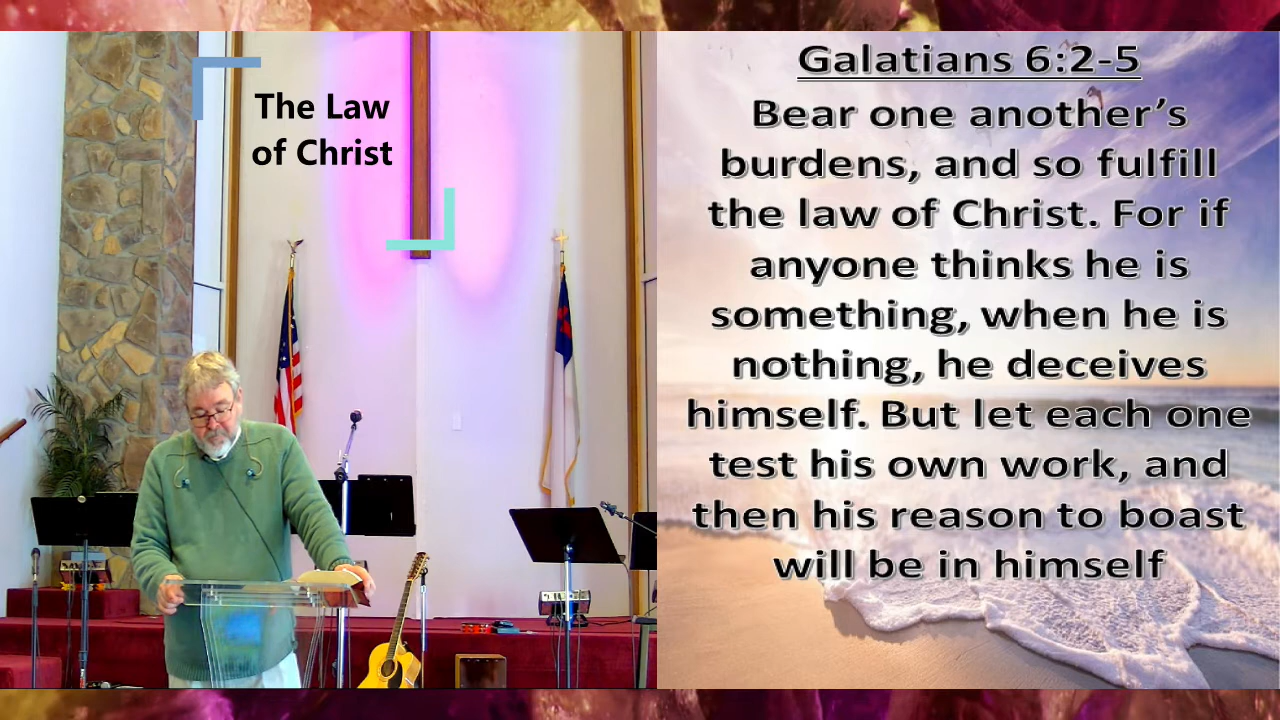 The Law
of Christ
Galatians 6:2-5
Bear one another’s
burdens, and so fulfill
the law of Christ. For if
anyone thinks he is
something, when he is
nothing, he deceives
himself. But let each one
test his own work, and
then his reason to boast
will be in himself